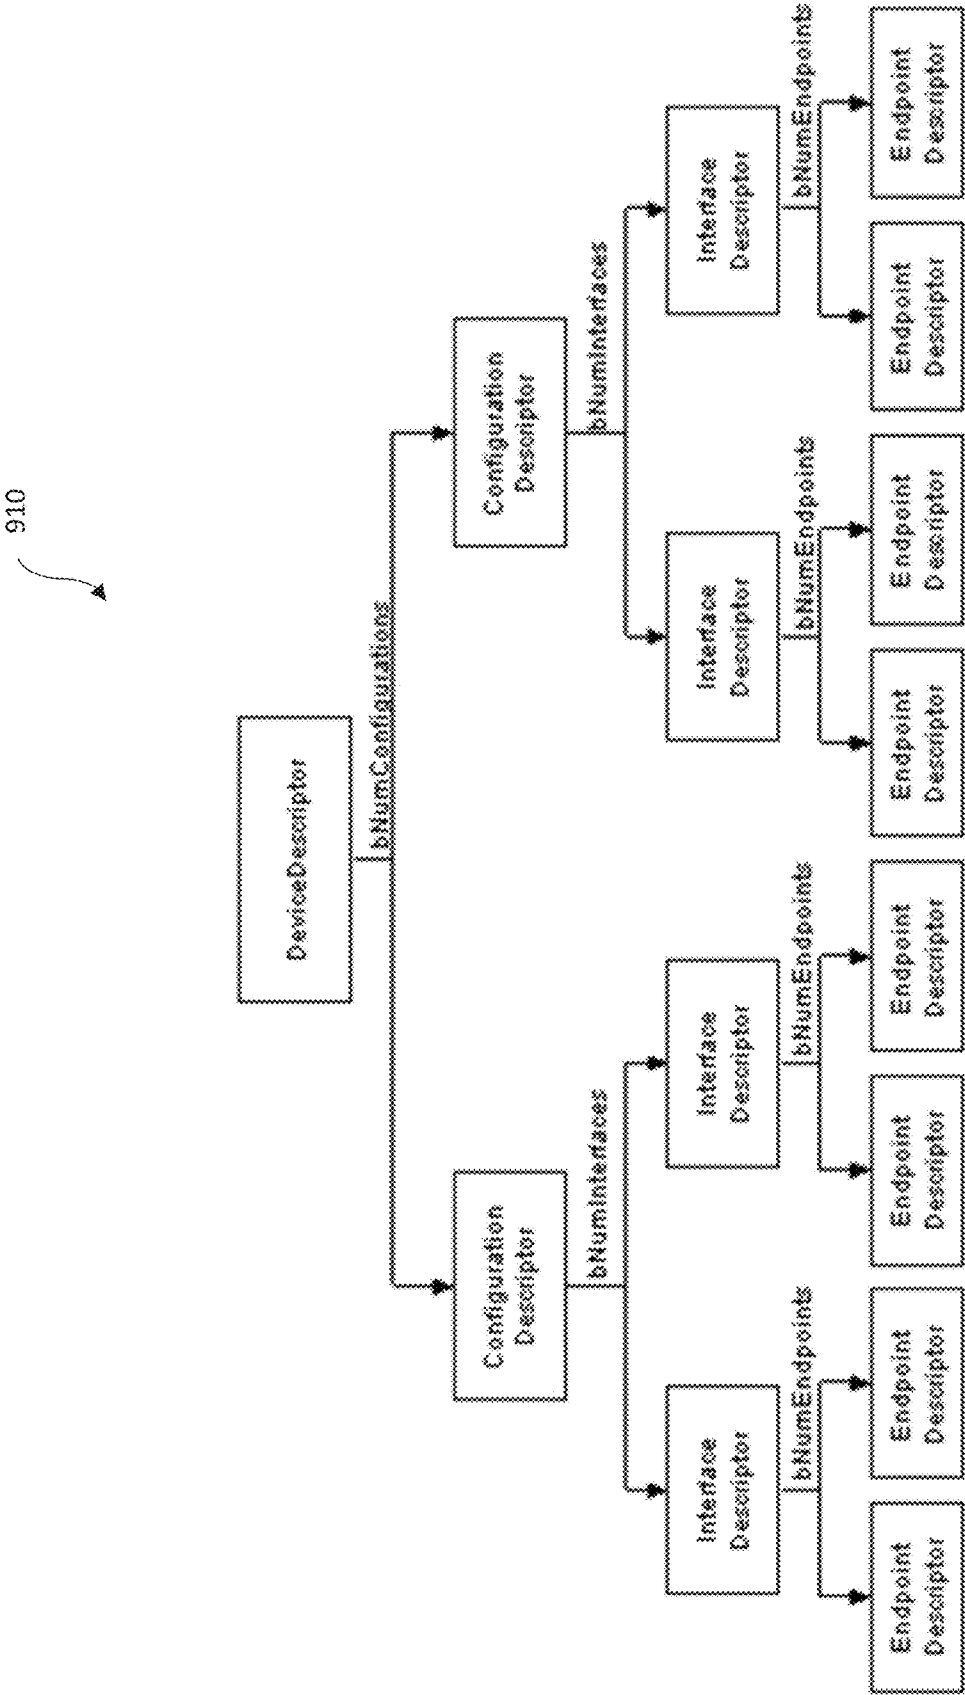 910
DeviceDescriptor
bNumConfigurations
Configuration
Descriptor
Configuration
Descriptor
bNumInterfaces
bNumInterfaces
Interface
Descriptor
Interface
Descriptor
Interface
Descriptor
Interface
Descriptor
bNumEndpoints
bNumEndpoints
bNumEndpoints
bNumEndpoints
Endpoint
Descriptor
Endpoint
Descriptor
Endpoint
Descriptor
Endpoint
Descriptor
Endpoint
Descriptor
Endpoint
Descriptor
Endpoint
Descriptor
Endpoint
Descriptor